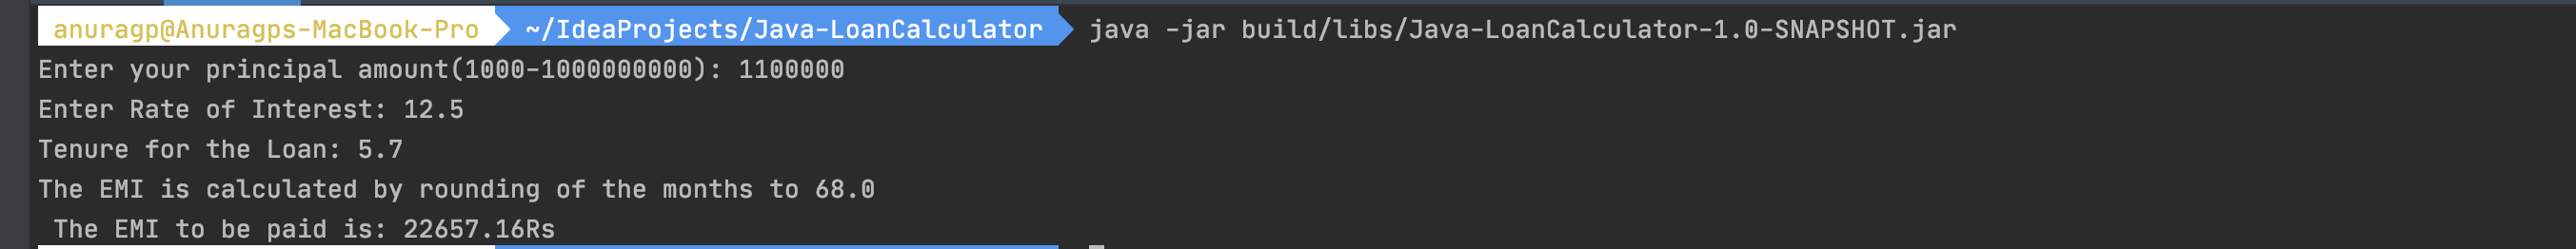 anuragp@Anuragps-MacBook-Pro ~/IdeaProjects/Java-LoanCalculator java -jar build/libs/Java-LoanCalculator-1.0-SNAPSHOT.jar
Enter your principal amount(1000-1000000000): 1100000
Enter Rate of Interest: 12.5
Tenure for the Loan: 5.7
The EMI is calculated by rounding of the months to 68.0
The EMI to be paid is: 22657.16Rs